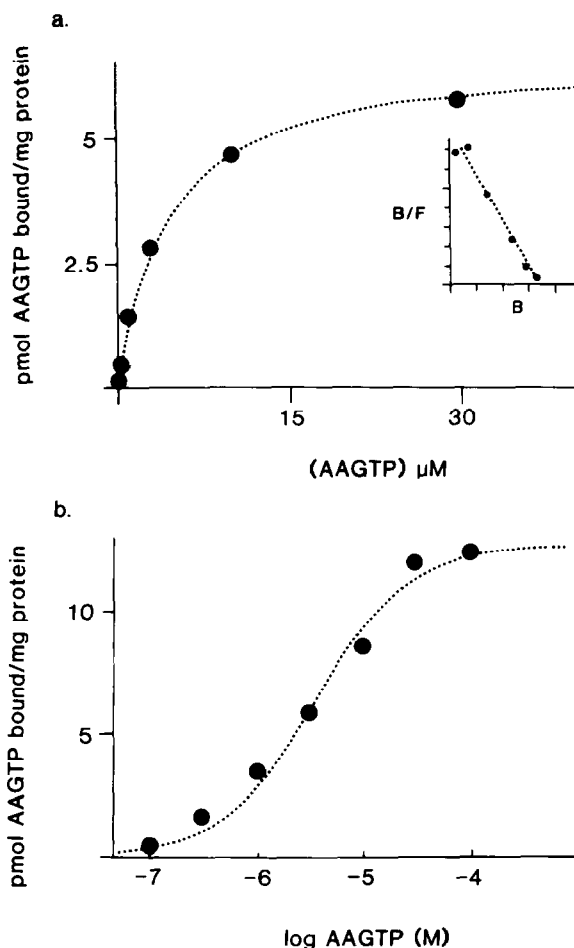 a.
pmol AAGTP bound/mg protein
5
2.5
15
30
(AAGTP) μM
B/F
B
b.
pmol AAGTP bound/mg protein
10
5
-7
-6
-5
-4
log AAGTP (M)